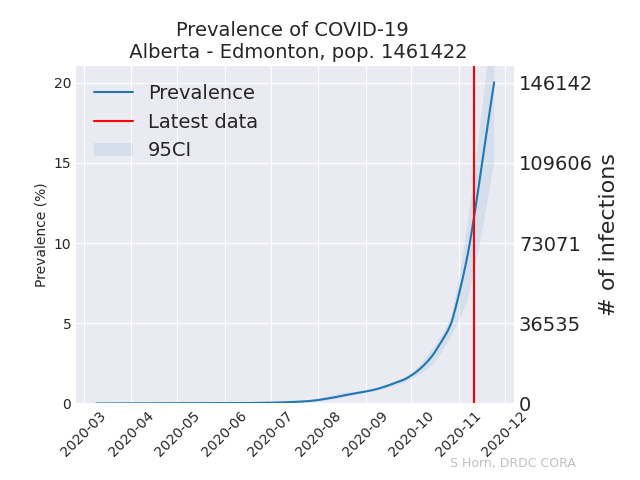 Prevalence of COVID-19
Alberta - Edmonton, pop. 1461422
Prevalence
Latest data
95CI
Prevalence (%)
20
15
10
5
0
146142
109606
73071
36535
0
# of infections
2020-03
2020-04
2020-05
2020-06
2020-07
2020-08
2020-09
2020-10
2020-11
2020-12
S Horn, DRDC CORA